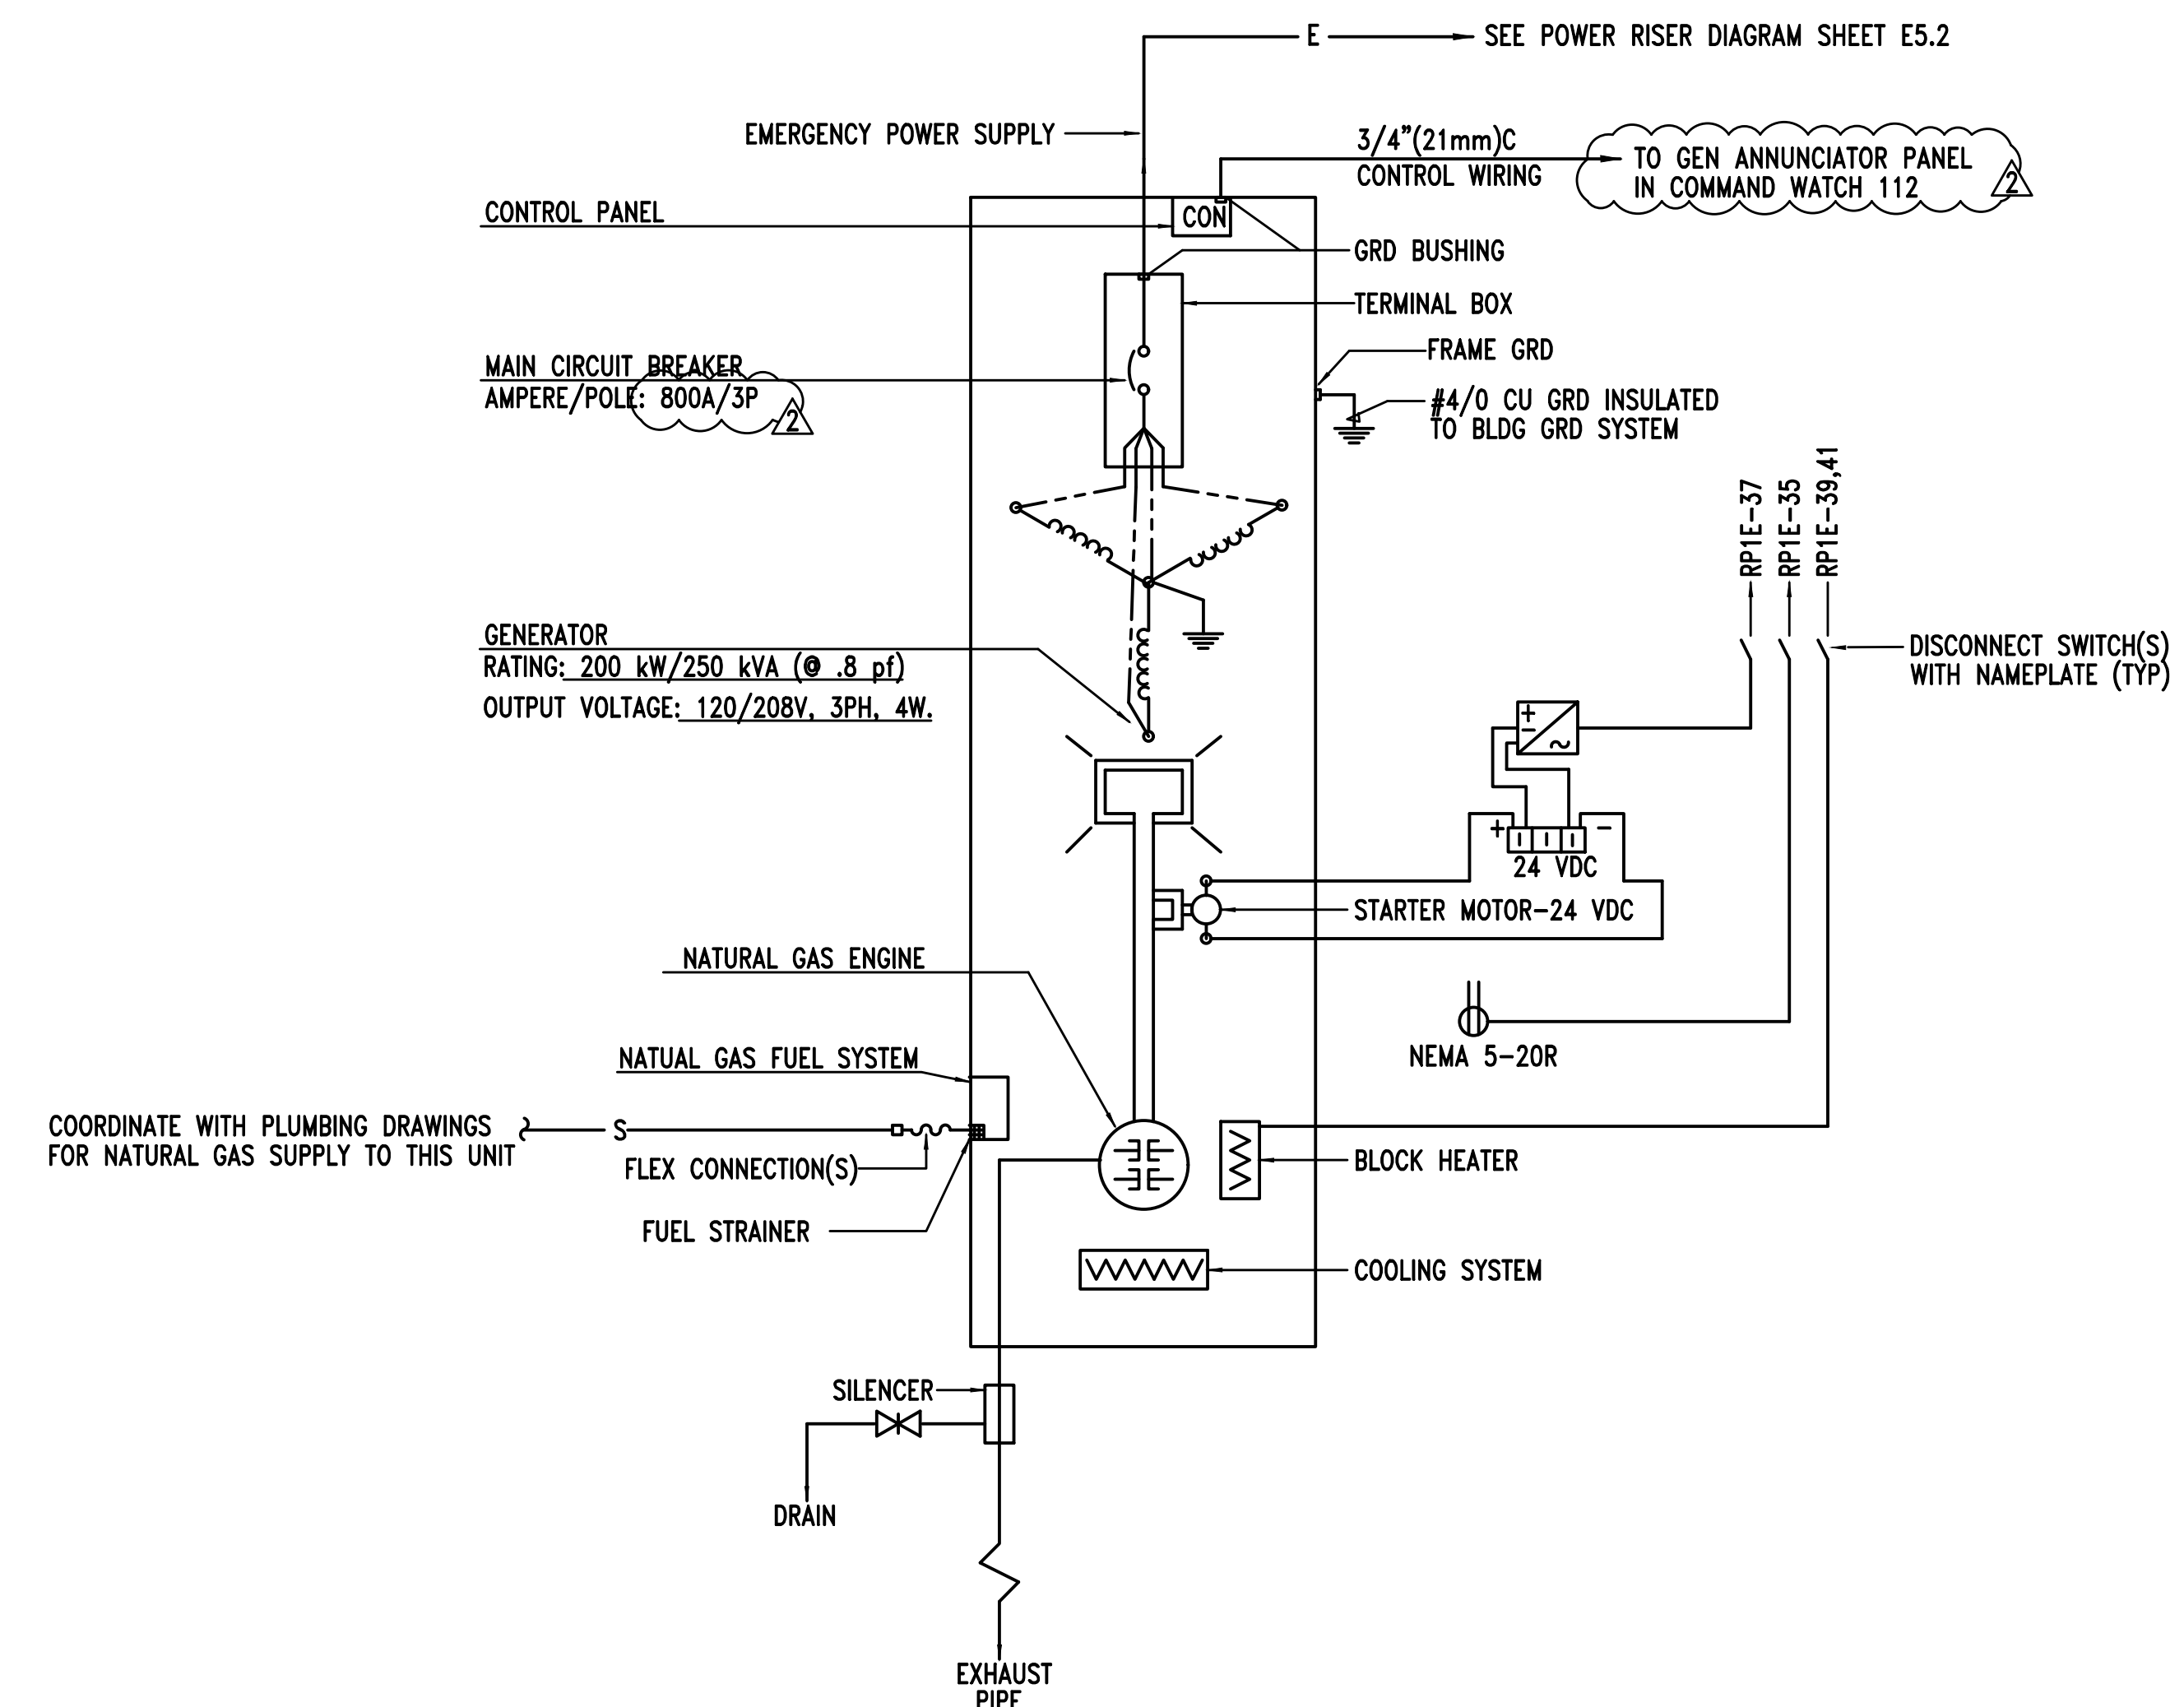 E
SEE POWER RISER DIAGRAM SHEET E5.2
EMERGENCY POWER SUPPLY
3/4"(21mm)C
CONTROL WIRING
TO GEN ANNUNCIATOR PANEL
IN COMMAND WATCH 112
2
CONTROL PANEL
CON
GRD BUSHING
TERMINAL BOX
FRAME GRD
MAIN CIRCUIT BREAKER
AMPERE/POLE: 800A/3P
2
#4/0 CU GRD INSULATED
TO BLDG GRD SYSTEM
RP1E-37
RP1E-35
RP1E-39,41
GENERATOR
RATING: 200 kW/250 kVA (@ .8 pf)
OUTPUT VOLTAGE: 120/208V, 3PH, 4W.
DISCONNECT SWITCH(S)
WITH NAMEPLATE (TYP)
+
-
~
+
-
24 VDC
STARTER MOTOR-24 VDC
NATURAL GAS ENGINE
NEMA 5-20R
NATUAL GAS FUEL SYSTEM
COORDINATE WITH PLUMBING DRAWINGS
FOR NATURAL GAS SUPPLY TO THIS UNIT
S
FLEX CONNECTION(S)
BLOCK HEATER
FUEL STRAINER
COOLING SYSTEM
SILENCER
DRAIN
EXHAUST
PIPE